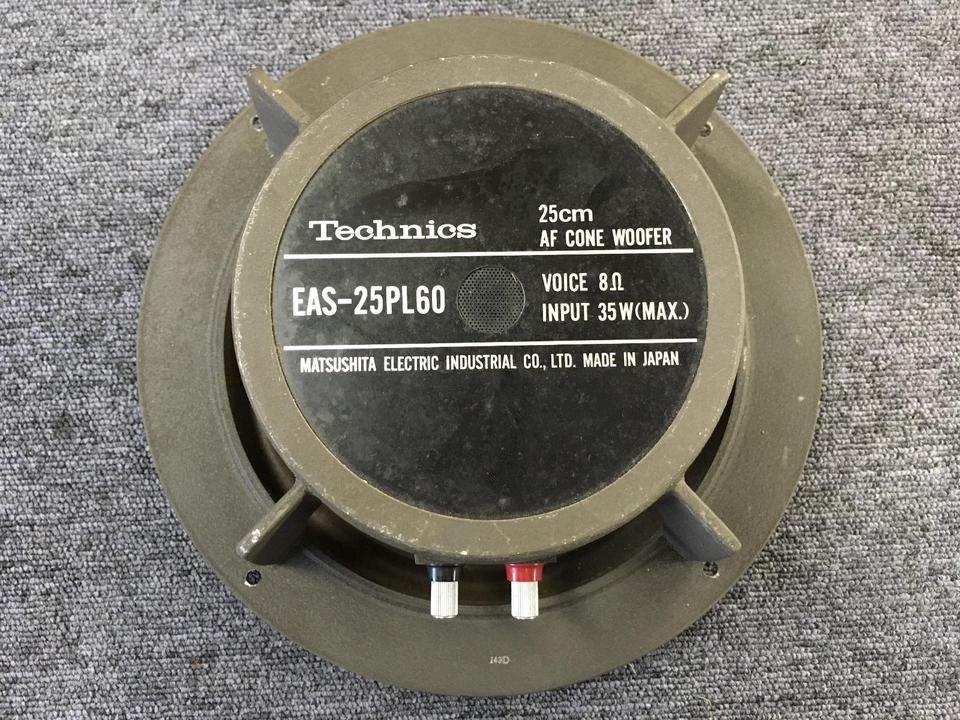 Technics
25cm
AF CONE WOOFER
EAS-25PL60
VOICE 8Ω
INPUT 35W(MAX.)
MATSUSHITA ELECTRIC INDUSTRIAL CO., LTD. MADE IN JAPAN